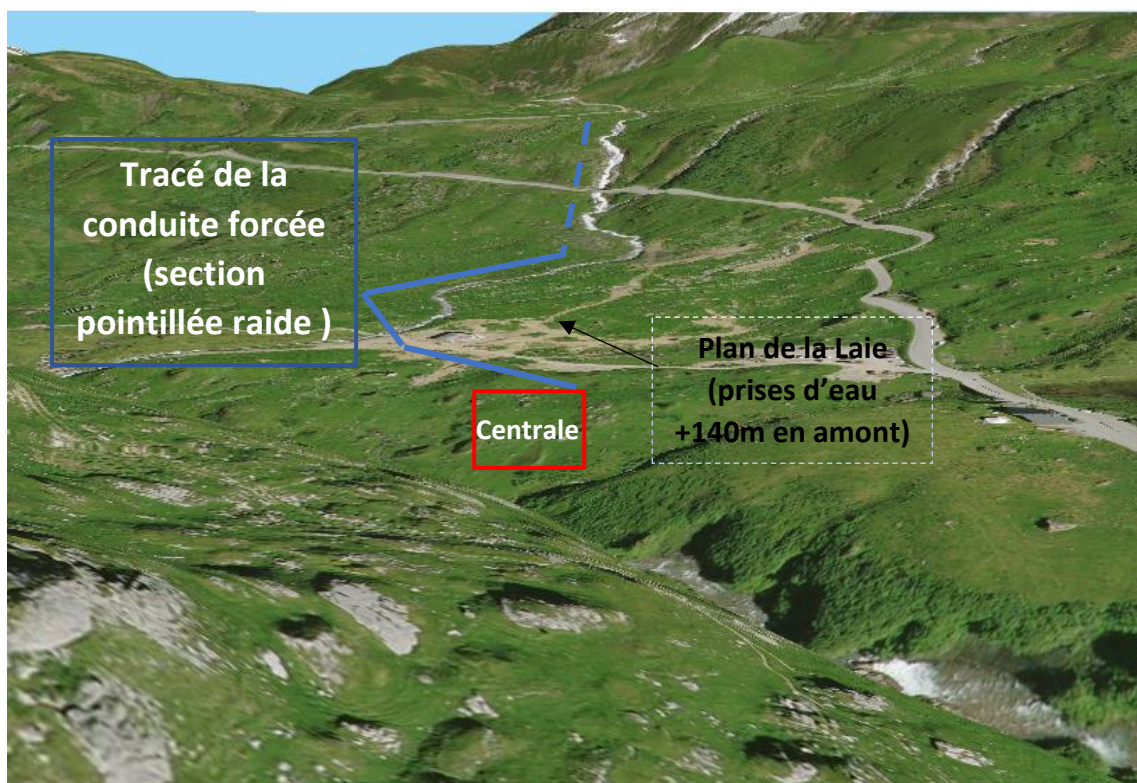 Tracé de la
conduite forcée
(section
pointillée raide )
Plan de la Laie
(prises d’eau
+140m en amont)
Centrale